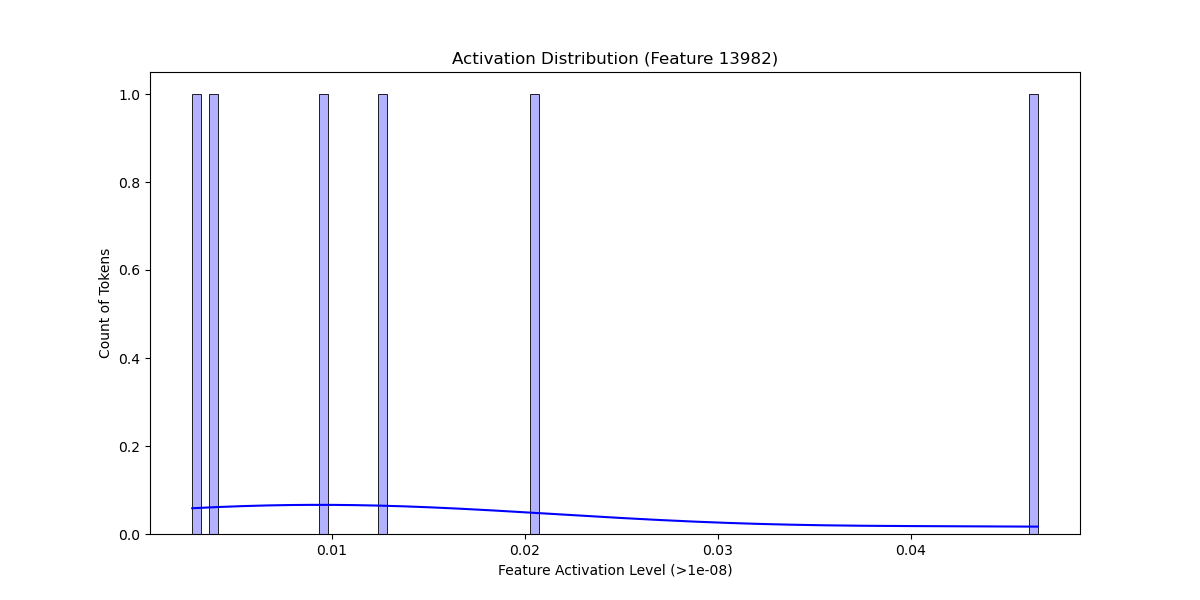 Activation Distribution (Feature 13982)
1.0
0.8
0.6
0.4
0.2
0.0
Count of Tokens
0.01 0.02 0.03 0.04
Feature Activation Level (>1e-08)